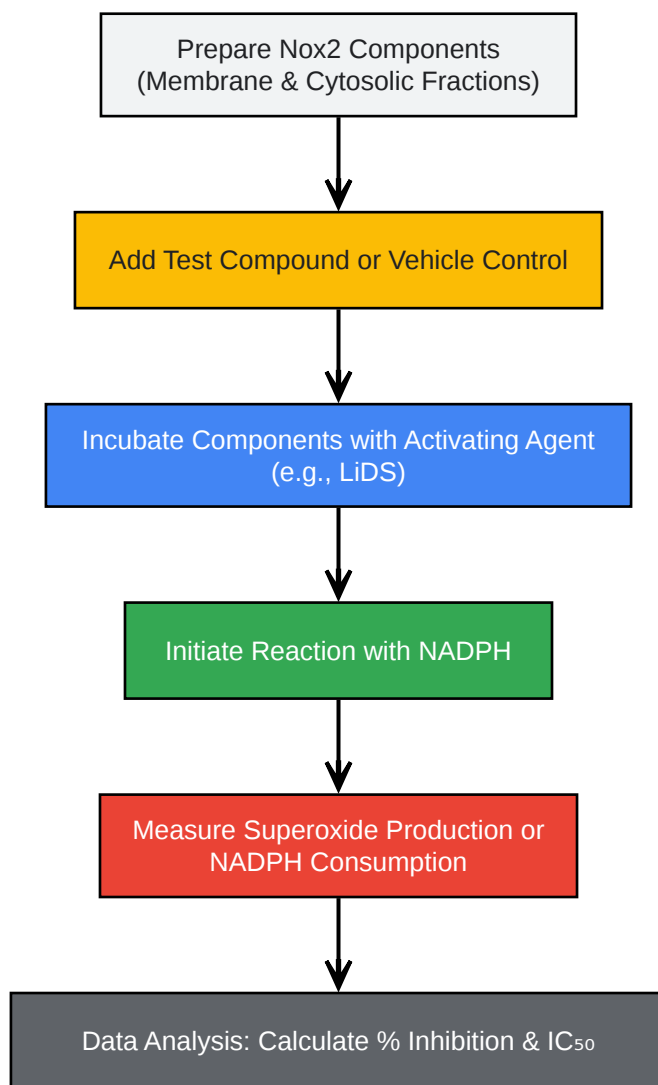 Prepare Nox2 Components
(Membrane & Cytosolic Fractions)
Add Test Compound or Vehicle Control
Incubate Components with Activating Agent
(e.g., LiDS)
Initiate Reaction with NADPH
Measure Superoxide Production or
NADPH Consumption
Data Analysis: Calculate % Inhibition & IC₅₀